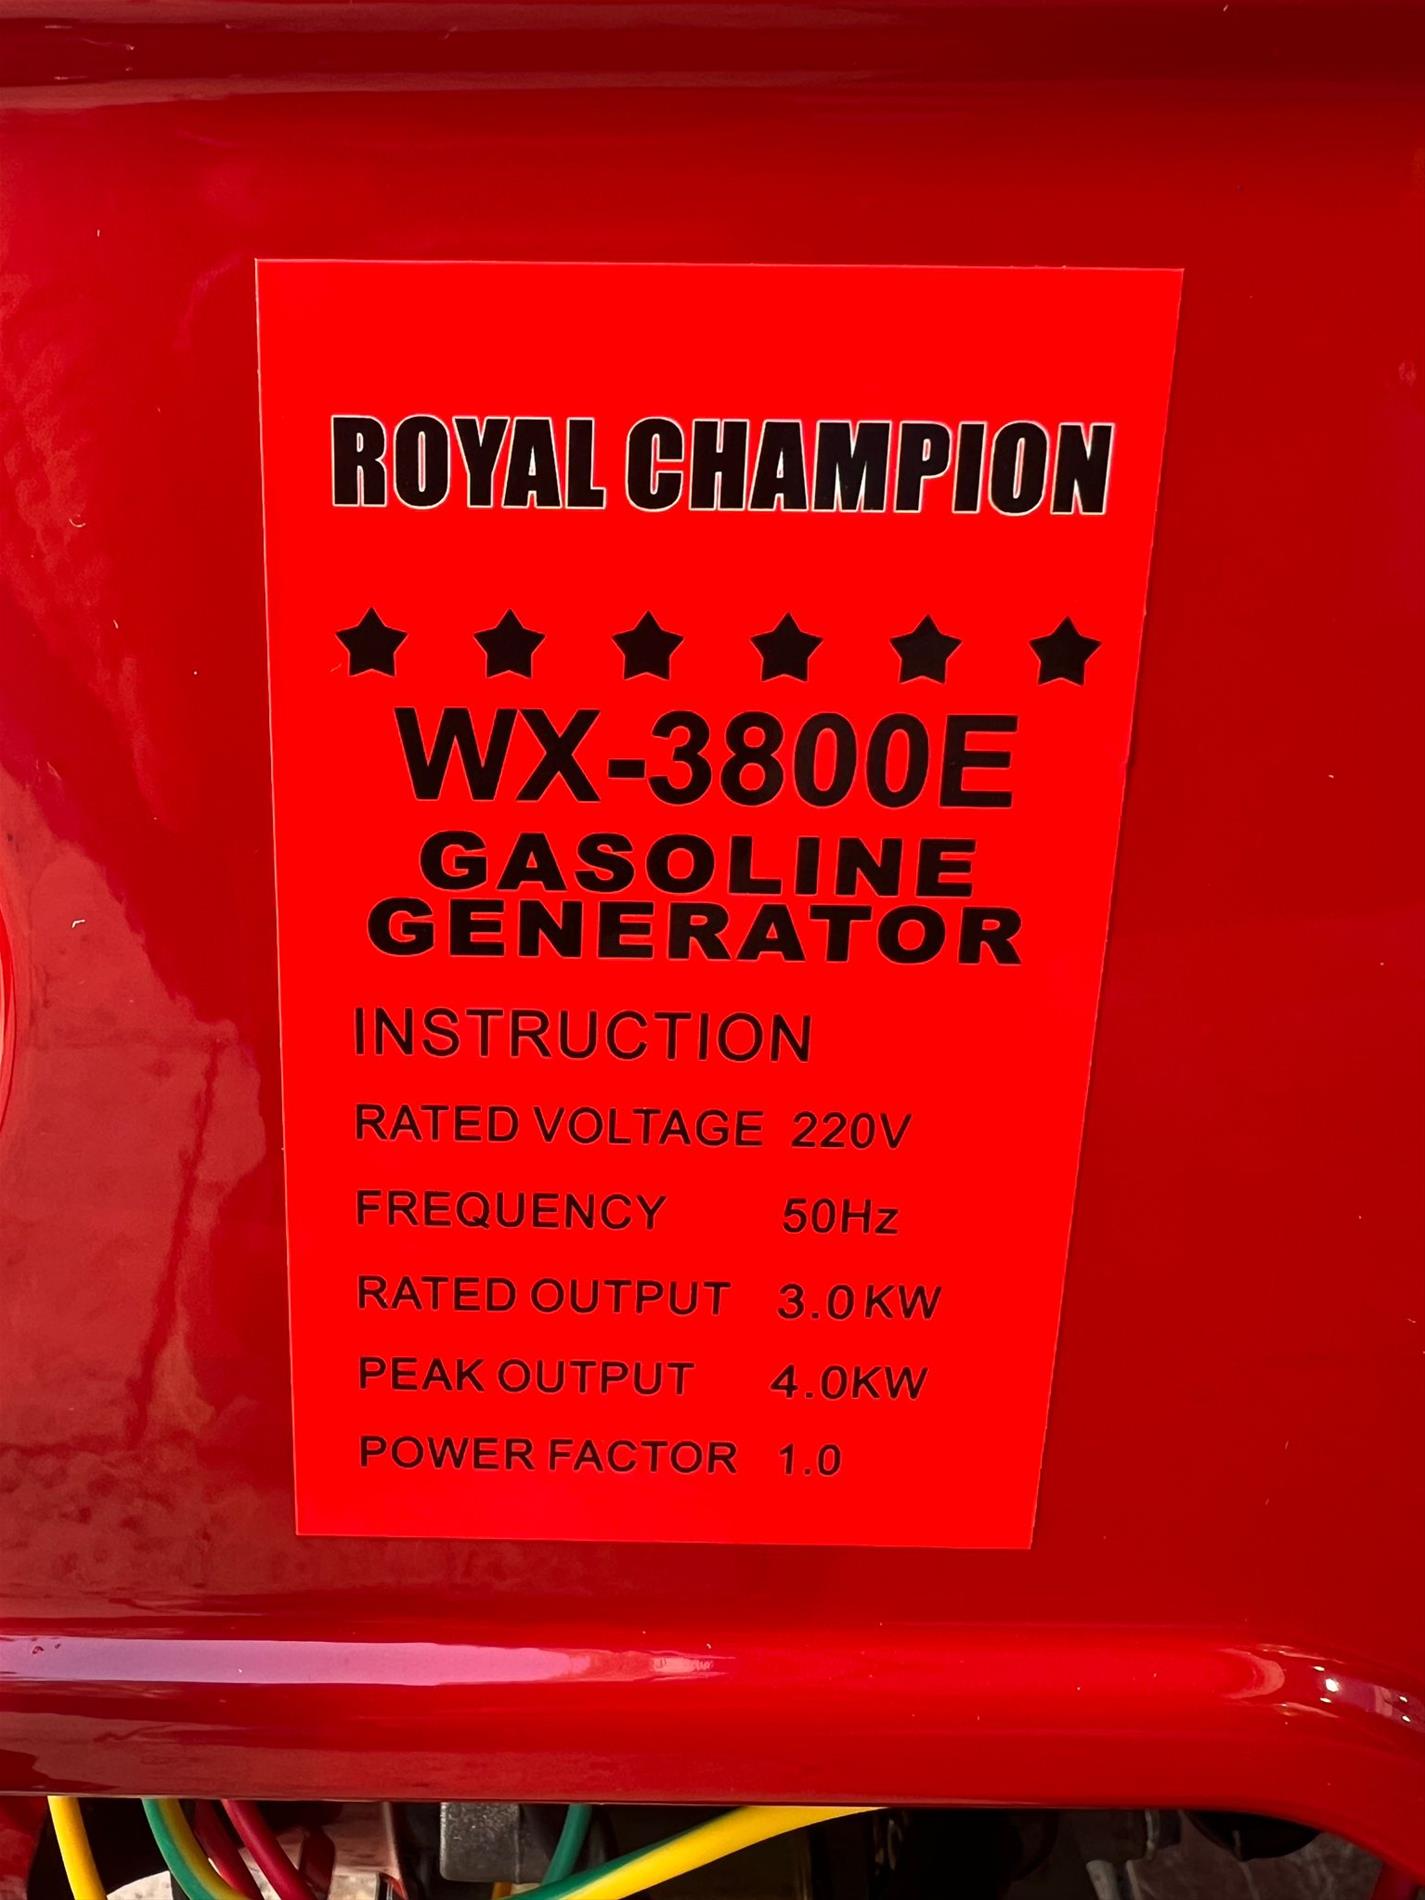 ROYAL CHAMPION
WX-3800E
GASOLINE
GENERATOR
INSTRUCTION
RATED VOLTAGE 220V
FREQUENCY 50Hz
RATED OUTPUT 3.0KW
PEAK OUTPUT 4.0KW
POWER FACTOR 1.0